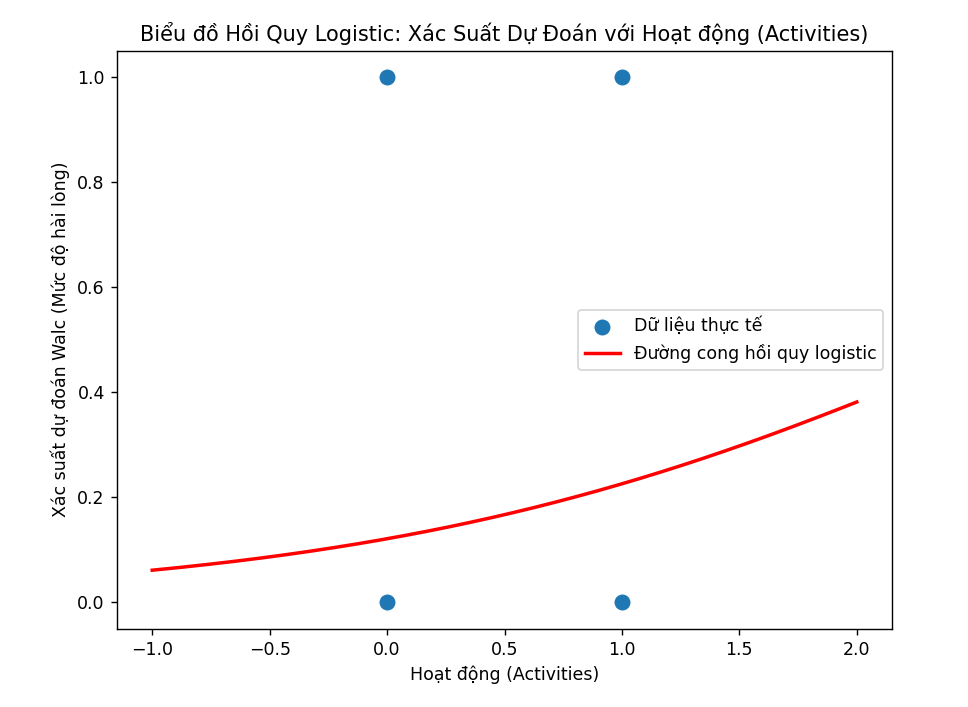 Biểu đồ Hồi Quy Logistic: Xác Suất Dự Đoán với Hoạt động (Activities)
Xác suất dự đoán Walc (Mức độ hài lòng)
1.0
0.8
0.6
0.4
0.2
0.0
Dữ liệu thực tế
Đường cong hồi quy logistic
−1.0
−0.5
0.0
0.5
1.0
1.5
2.0
Hoạt động (Activities)